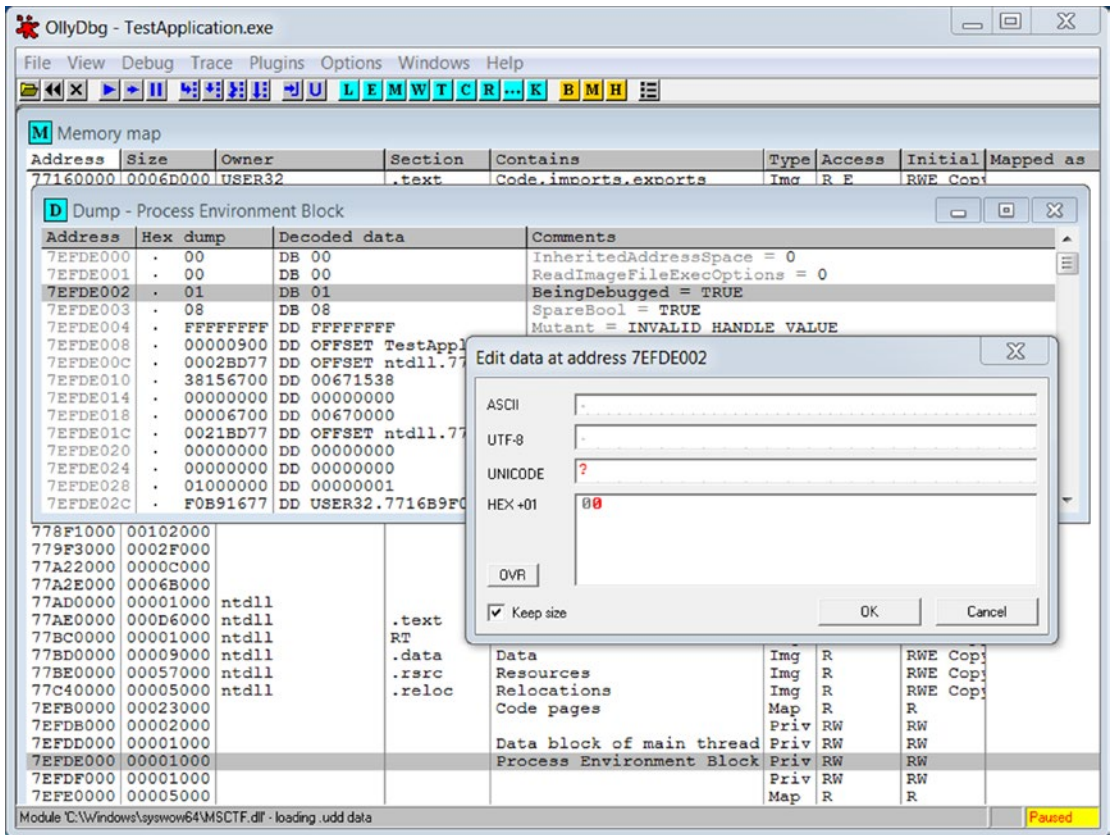 OllyDbg - TestApplication.exe
File View Debug Trace Plugins Options Windows Help
L E M W T C R ... K B M H
M Memory map
Address Size Owner Section Contains Type Access Initial Mapped as
77160000 0006D000 USER32 .text Code,imports,exports Img R E RWE Copy
D Dump - Process Environment Block
Address Hex dump Decoded data Comments
7EFDE000 . 00 DB 00 InheritedAddressSpace = 0
7EFDE001 . 00 DB 00 ReadImageFileExecOptions = 0
7EFDE002 . 01 DB 01 BeingDebugged = TRUE
7EFDE003 . 08 DB 08 SpareBool = TRUE
7EFDE004 . FFFFFFFF DD FFFFFFFF Mutant = INVALID HANDLE VALUE
7EFDE008 . 00000900 DD OFFSET TestAppl
7EFDE00C . 0002BD77 DD OFFSET ntdll.77
7EFDE010 . 38156700 DD 00671538
7EFDE014 . 00000000 DD 00000000
7EFDE018 . 00006700 DD 00670000
7EFDE01C . 0021BD77 DD OFFSET ntdll.77
7EFDE020 . 00000000 DD 00000000
7EFDE024 . 00000000 DD 00000000
7EFDE028 . 01000000 DD 00000001
7EFDE02C . F0B91677 DD USER32.7716B9F0
Edit data at address 7EFDE002
ASCII .
UTF-8 .
UNICODE ?
HEX +01 00
OVR
Keep size OK Cancel
778F1000 00102000
779F3000 0002F000
77A22000 0000C000
77A2E000 0006B000
77AD0000 00001000 ntdll
77AE0000 000D6000 ntdll .text
77BC0000 00001000 ntdll RT
77BD0000 00009000 ntdll .data Data Img R RWE Copy
77BE0000 00057000 ntdll .rsrc Resources Img R RWE Copy
77C40000 00005000 ntdll .reloc Relocations Img R RWE Copy
7EFB0000 00023000 Code pages Map R R
7EFDB000 00002000 Priv RW RW
7EFDD000 00001000 Data block of main thread Priv RW RW
7EFDE000 00001000 Process Environment Block Priv RW RW
7EFDF000 00001000 Priv RW RW
7EFE0000 00005000 Map R R
Module 'C:\Windows\syswow64\MSCTF.dll' - loading .udd data Paused